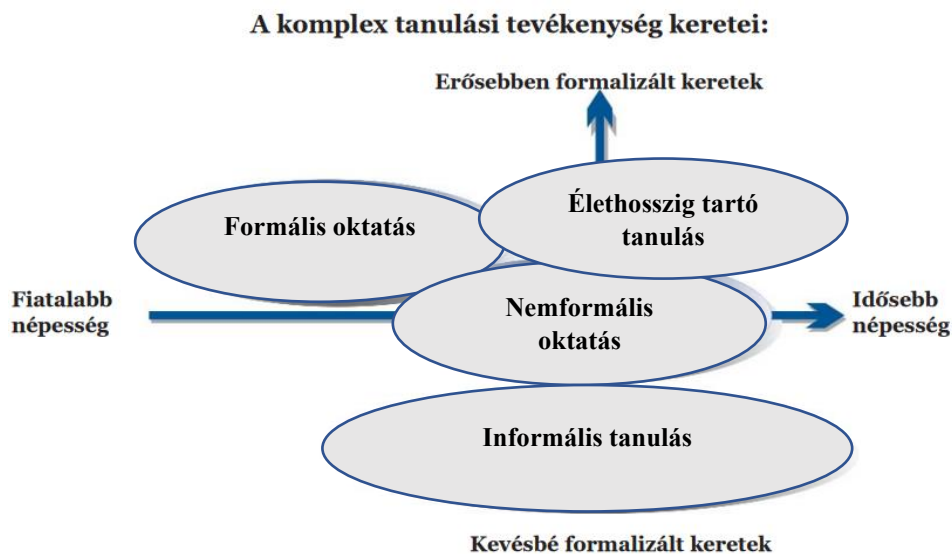 A komplex tanulási tevékenység keretei:
Erősebben formalizált keretek
Élethosszig tartó
tanulás
Formális oktatás
Fiatalabb
népesség
Nemformális
oktatás
Idősebb
népesség
Informális tanulás
Kevésbé formalizált keretek